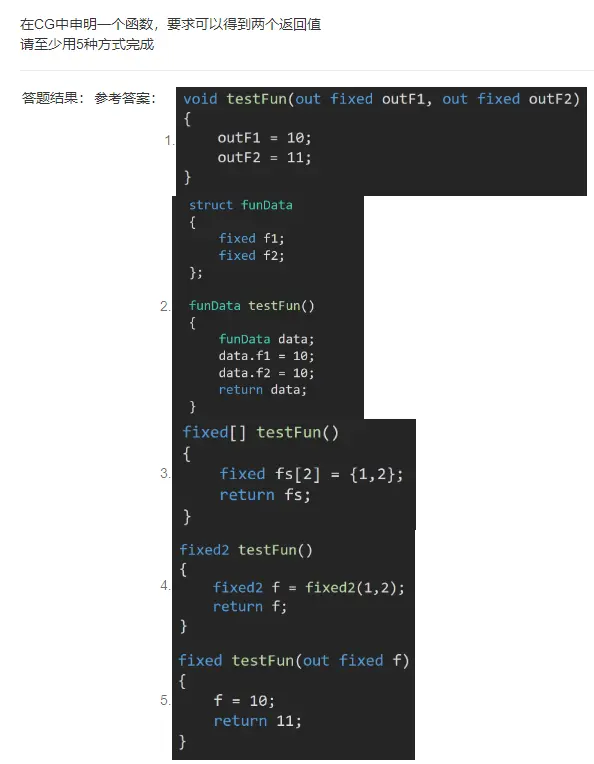 在CG中申明一个函数，要求可以得到两个返回值
请至少用5种方式完成
答题结果： 参考答案：
1.
void testFun(out fixed outF1, out fixed outF2)
{
    outF1 = 10;
    outF2 = 11;
}
2.
struct funData
{
    fixed f1;
    fixed f2;
};
funData testFun()
{
    funData data;
    data.f1 = 10;
    data.f2 = 10;
    return data;
}
3.
fixed[] testFun()
{
    fixed fs[2] = {1,2};
    return fs;
}
4.
fixed2 testFun()
{
    fixed2 f = fixed2(1,2);
    return f;
}
5.
fixed testFun(out fixed f)
{
    f = 10;
    return 11;
}